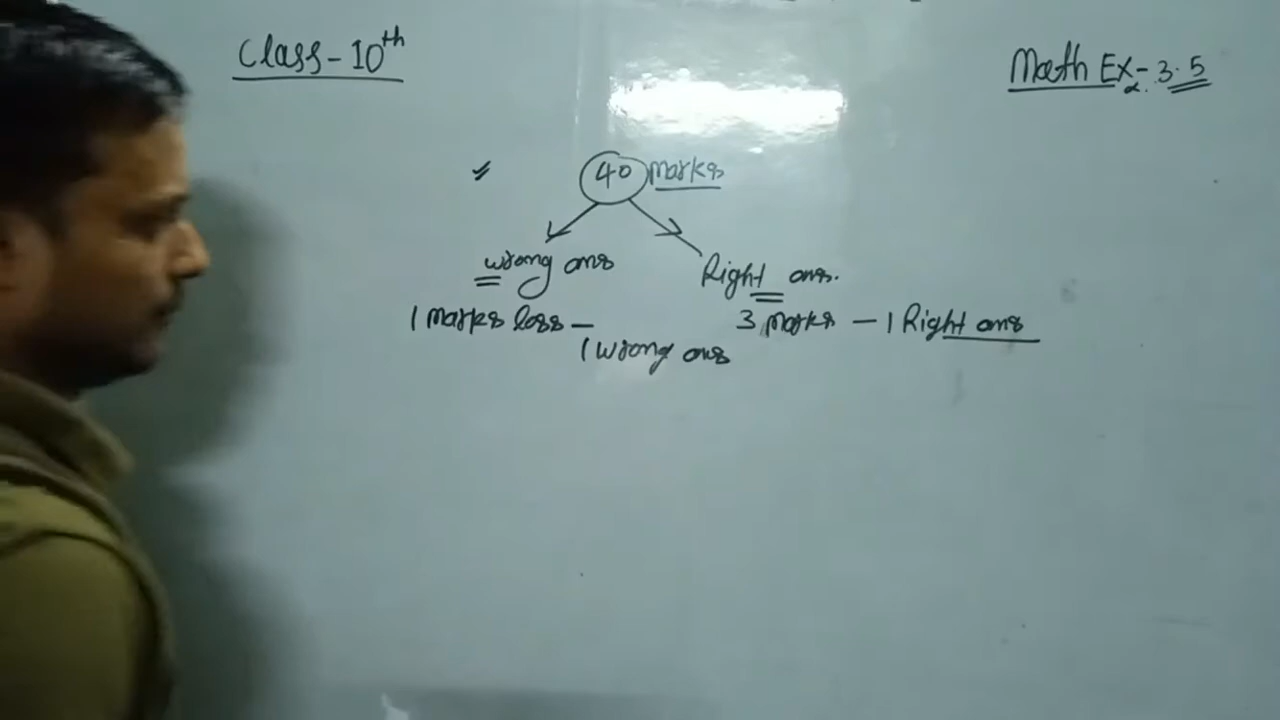 Class - 10th
Math Ex - 3.5
40 marks
wrong ans
Right ans.
1 marks loss —
1 wrong ans
3 marks — 1 Right ans